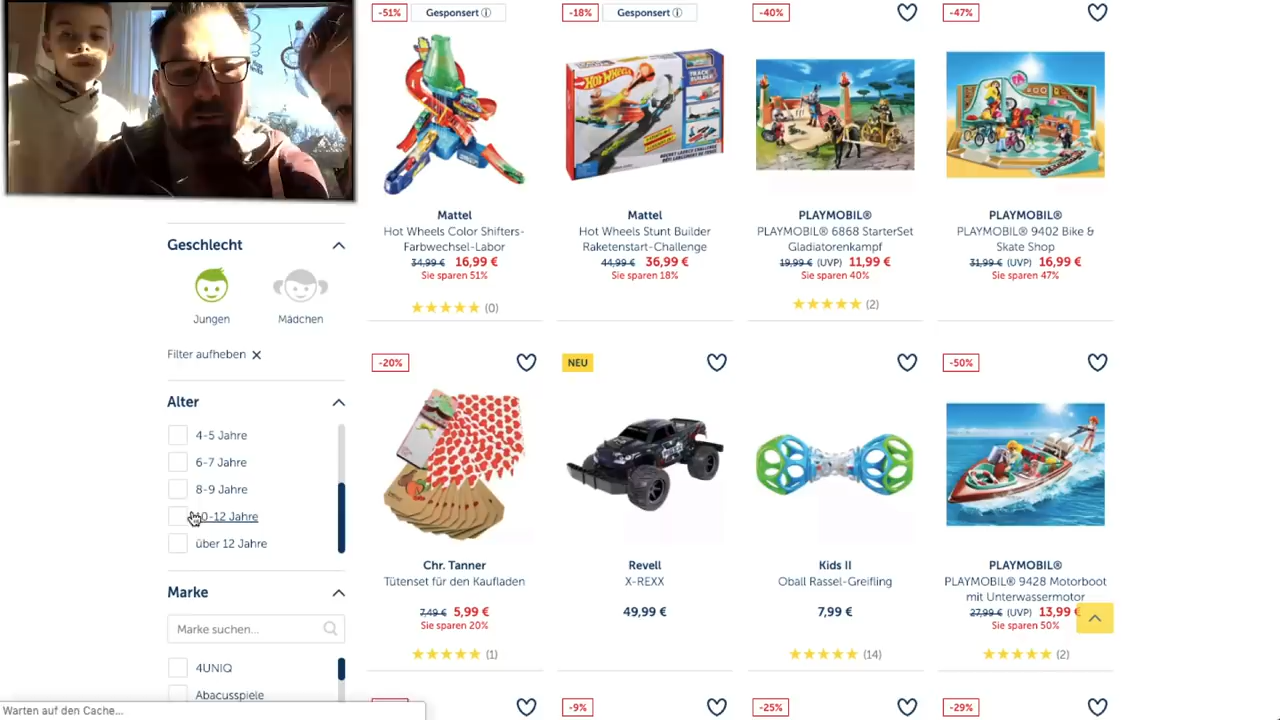 -51%
Gesponsert
-18%
Gesponsert
-40%
-47%
HOT WHEELS
TRACK
BUILDER
Mattel
Hot Wheels Color Shifters-
Farbwechsel-Labor
34,99 € 16,99 €
Sie sparen 51%
(0)
Mattel
Hot Wheels Stunt Builder
Raketenstart-Challenge
44,99 € 36,99 €
Sie sparen 18%
PLAYMOBIL®
PLAYMOBIL® 6868 StarterSet
Gladiatorenkampf
19,99 € (UVP) 11,99 €
Sie sparen 40%
(2)
PLAYMOBIL®
PLAYMOBIL® 9402 Bike &
Skate Shop
31,99 € (UVP) 16,99 €
Sie sparen 47%
Geschlecht
Jungen
Mädchen
Filter aufheben
Alter
4-5 Jahre
6-7 Jahre
8-9 Jahre
10-12 Jahre
über 12 Jahre
Marke
Marke suchen...
4UNIQ
Abacusspiele
-20%
NEU
-50%
Chr. Tanner
Tütenset für den Kaufladen
7,49 € 5,99 €
Sie sparen 20%
(1)
Revell
X-REXX
49,99 €
Kids II
Oball Rassel-Greifling
7,99 €
(14)
PLAYMOBIL®
PLAYMOBIL® 9428 Motorboot
mit Unterwassermotor
27,99 € (UVP) 13,99 €
Sie sparen 50%
(2)
-9%
-25%
-29%
Warten auf den Cache...